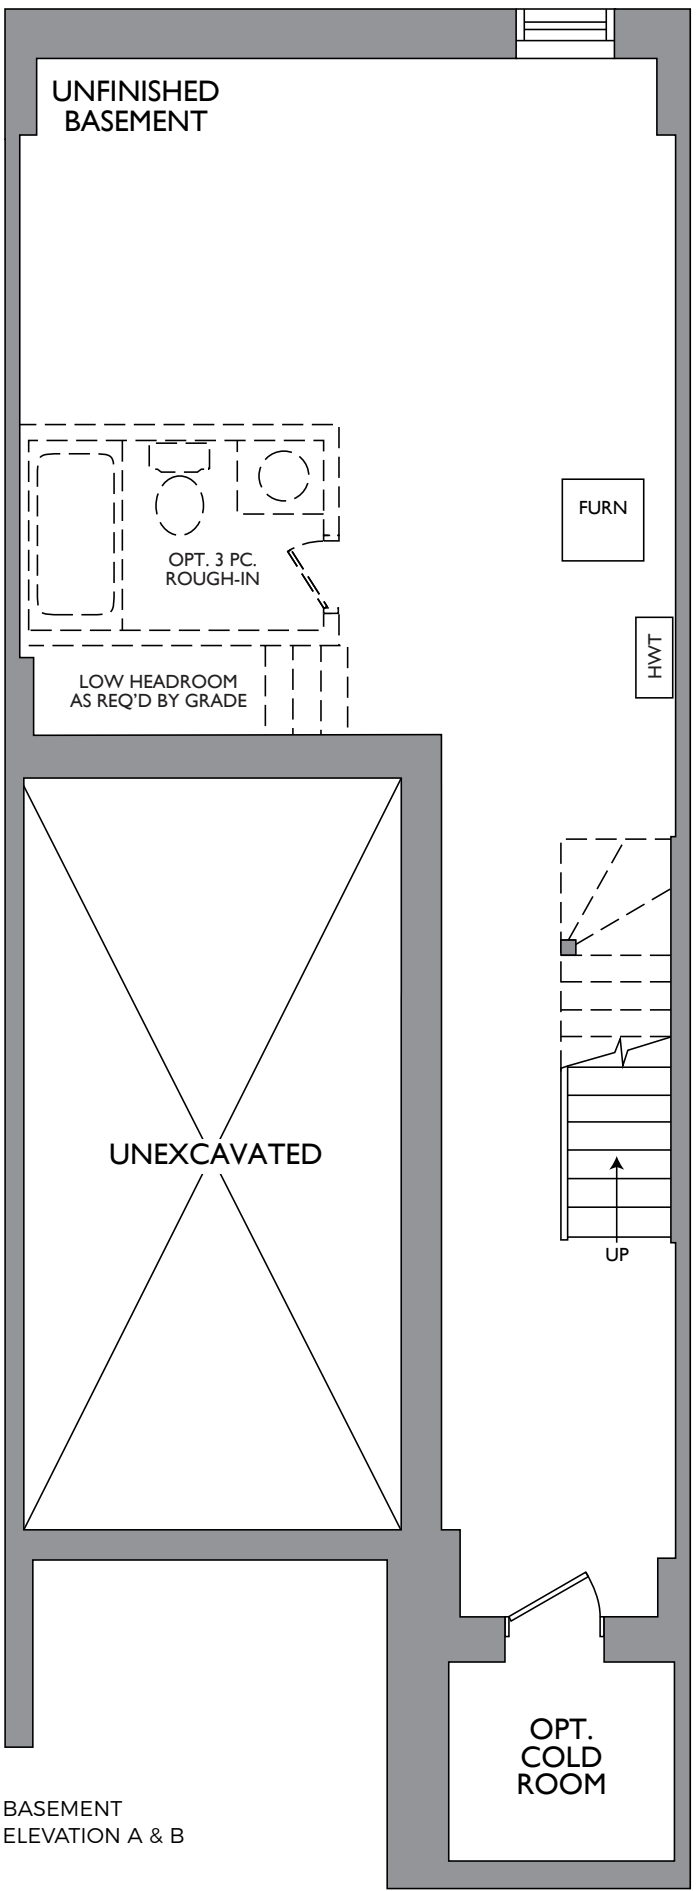 UNFINISHED
BASEMENT
FURN
OPT. 3 PC.
ROUGH-IN
HWT
LOW HEADROOM
AS REQ'D BY GRADE
UNEXCAVATED
UP
OPT.
COLD
ROOM
BASEMENT
ELEVATION A & B